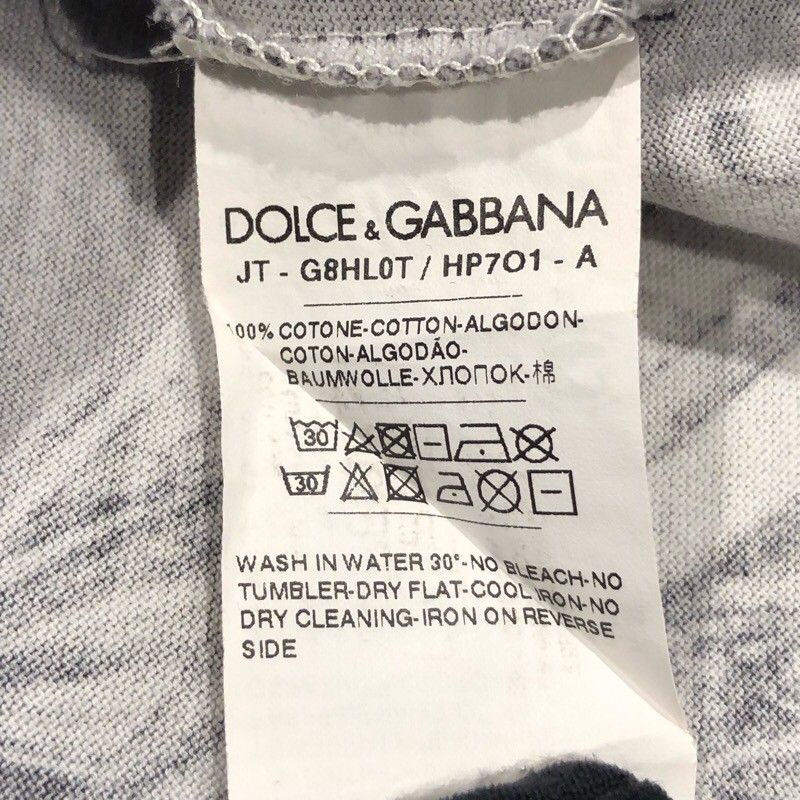 DOLCE & GABBANA
JT - G8HL0T / HP7O1 - A
100% COTONE-COTTON-ALGODON-
COTON-ALGODÃO-
BAUMWOLLE-ХЛОПОК-棉
30
30
WASH IN WATER 30°-NO BLEACH-NO
TUMBLER-DRY FLAT-COOL IRON-NO
DRY CLEANING-IRON ON REVERSE
SIDE